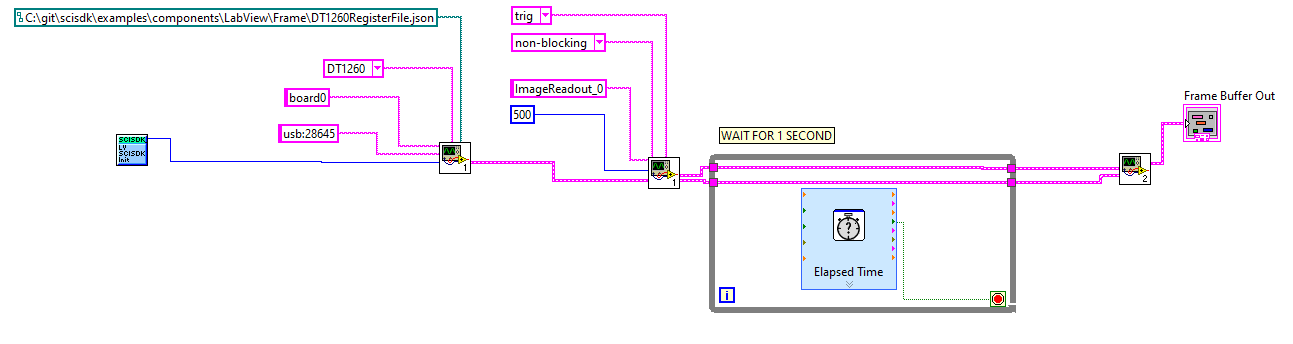 C:\git\scisdk\examples\components\LabView\Frame\DT1260RegisterFile.json
trig
non-blocking
DT1260
ImageReadout_0
board0
500
usb:28645
Frame Buffer Out
WAIT FOR 1 SECOND
SCISDK
LV
SCISDK
init
1
1
2
?
Elapsed Time
i